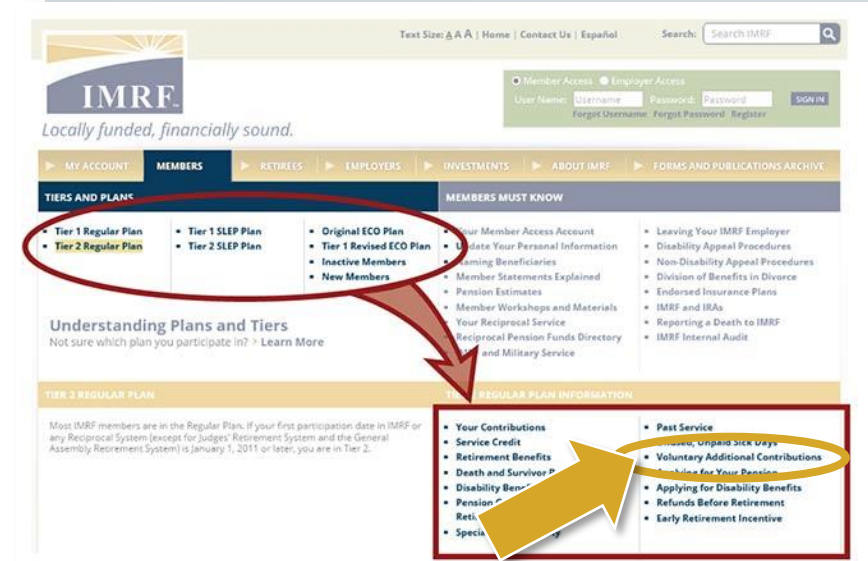 Text Size: A A A | Home | Contact Us | Español
Search: Search IMRF
IMRF
Locally funded, financially sound.
Member Access Employer Access
User Name: Username Password: Password SIGN IN
Forgot Username Forgot Password Register
MY ACCOUNT MEMBERS RETIREES EMPLOYERS INVESTMENTS ABOUT IMRF FORMS AND PUBLICATIONS ARCHIVE
TIERS AND PLANS
Tier 1 Regular Plan
Tier 2 Regular Plan
Tier 1 SLEP Plan
Tier 2 SLEP Plan
Original ECO Plan
Tier 1 Revised ECO Plan
Inactive Members
New Members
Understanding Plans and Tiers
Not sure which plan you participate in? > Learn More
MEMBERS MUST KNOW
Your Member Access Account
Update Your Personal Information
Naming Beneficiaries
Member Statements Explained
Pension Estimates
Member Workshops and Materials
Your Reciprocal Service
Reciprocal Pension Funds Directory
and Military Service
Leaving Your IMRF Employer
Disability Appeal Procedures
Non-Disability Appeal Procedures
Division of Benefits in Divorce
Endorsed Insurance Plans
IMRF and IRAs
Reporting a Death to IMRF
IMRF Internal Audit
TIER 2 REGULAR PLAN
Most IMRF members are in the Regular Plan. If your first participation date in IMRF or
any Reciprocal System (except for Judges' Retirement System and the General
Assembly Retirement System) is January 1, 2011 or later, you are in Tier 2.
REGULAR PLAN INFORMATION
Your Contributions
Service Credit
Retirement Benefits
Death and Survivor
Disability
Pension
Past Service
Unpaid Sick Days
Voluntary Additional Contributions
Applying for Your Pension
Applying for Disability Benefits
Refunds Before Retirement
Early Retirement Incentive